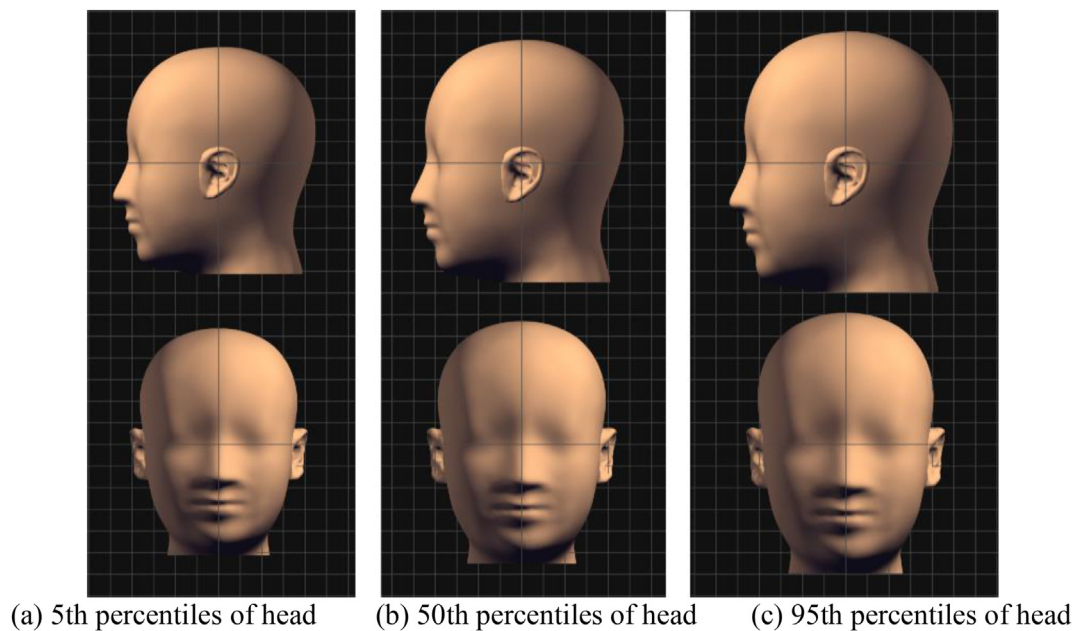 (a) 5th percentiles of head (b) 50th percentiles of head (c) 95th percentiles of head